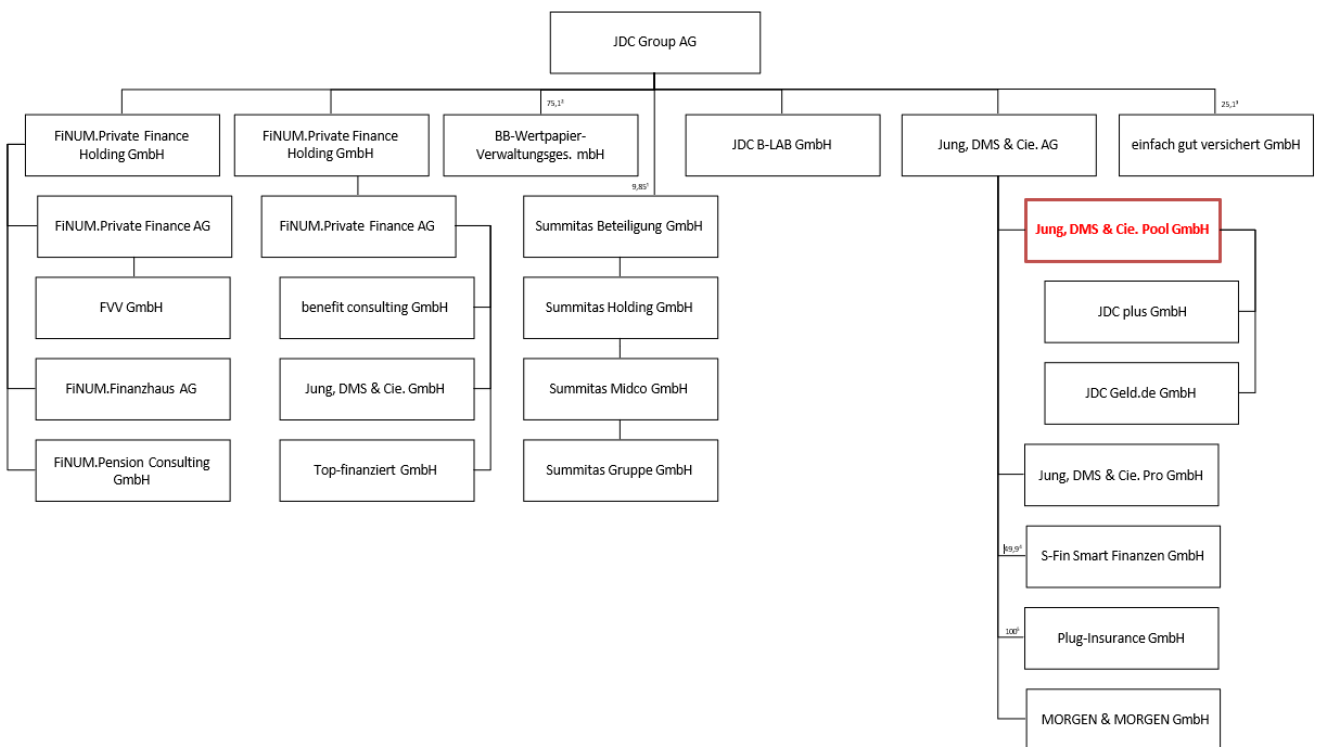 JDC Group AG
75,1³
25,1³
FiNUM.Private Finance
Holding GmbH
FiNUM.Private Finance
Holding GmbH
BB-Wertpapier-
Verwaltungsges. mbH
JDC B-LAB GmbH
Jung, DMS & Cie. AG
einfach gut versichert GmbH
9,85¹
FiNUM.Private Finance AG
FiNUM.Private Finance AG
Summitas Beteiligung GmbH
Jung, DMS & Cie. Pool GmbH
FVV GmbH
benefit consulting GmbH
Summitas Holding GmbH
JDC plus GmbH
FiNUM.Finanzhaus AG
Jung, DMS & Cie. GmbH
Summitas Midco GmbH
JDC Geld.de GmbH
FiNUM.Pension Consulting
GmbH
Top-finanziert GmbH
Summitas Gruppe GmbH
Jung, DMS & Cie. Pro GmbH
S-Fin Smart Finanzen GmbH
Plug-Insurance GmbH
MORGEN & MORGEN GmbH